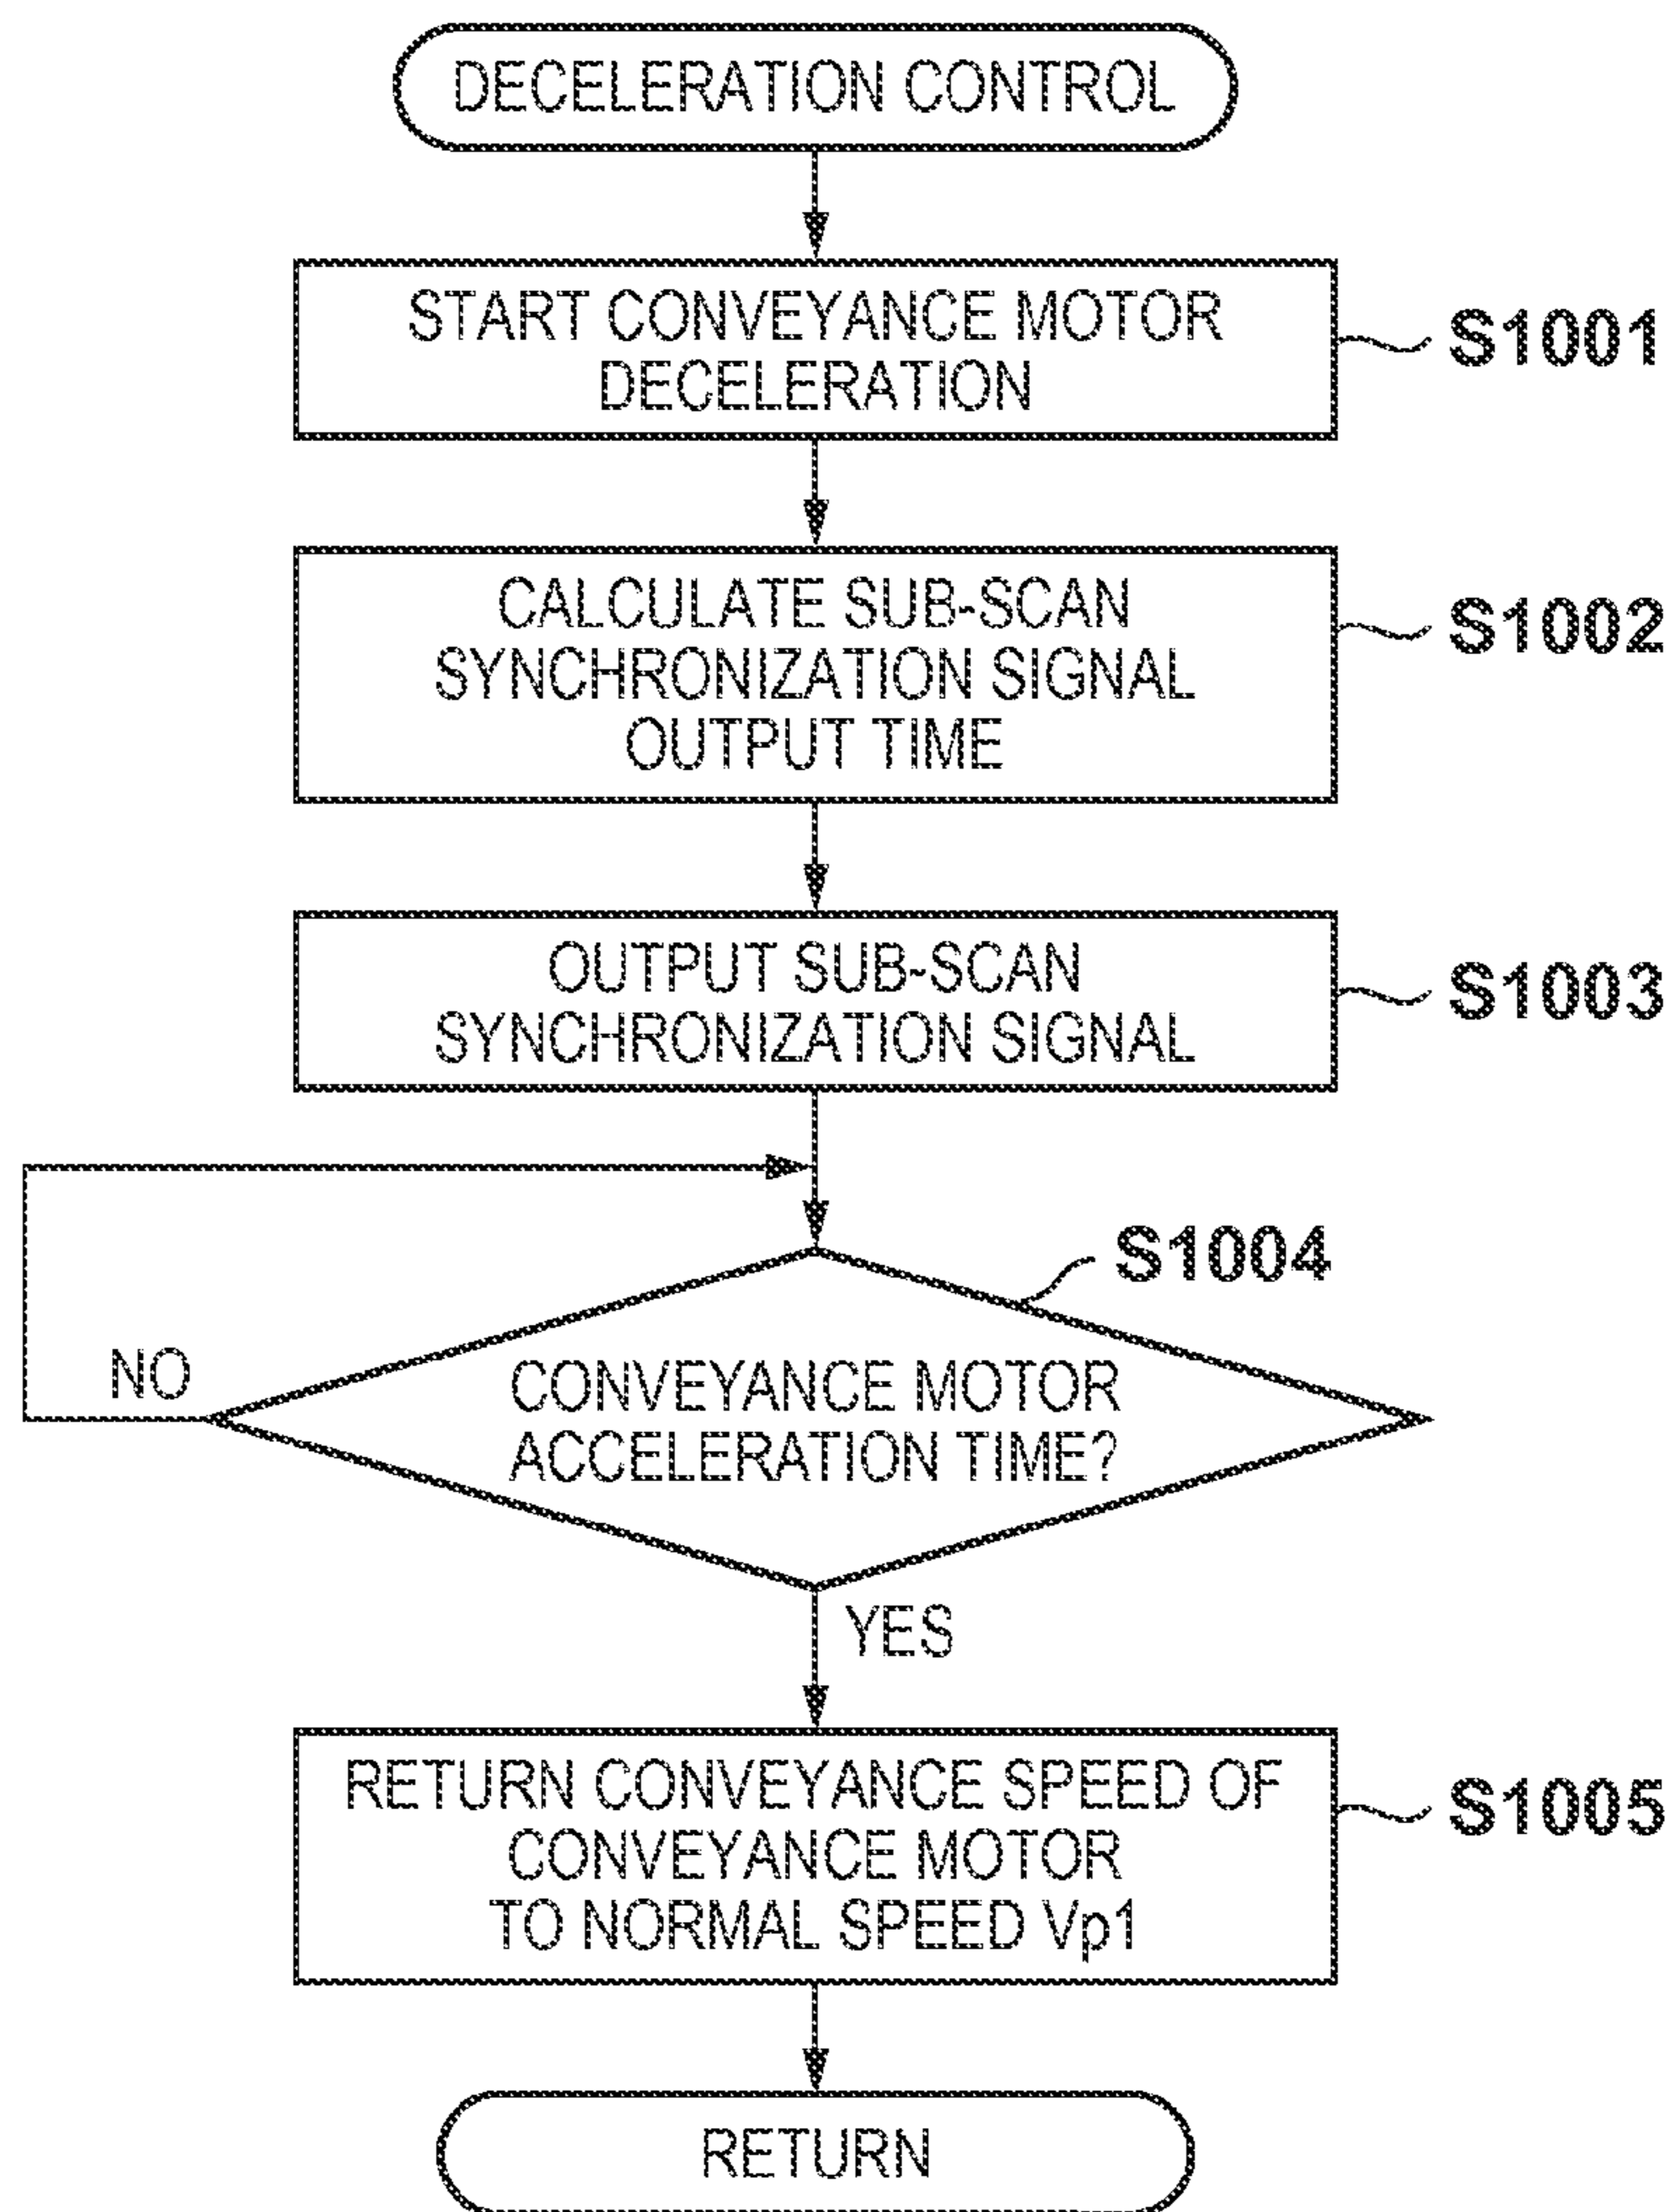 DECELERATION CONTROL
START CONVEYANCE MOTOR
DECELERATION
S1001
CALCULATE SUB-SCAN
SYNCHRONIZATION SIGNAL
OUTPUT TIME
S1002
OUTPUT SUB-SCAN
SYNCHRONIZATION SIGNAL
S1003
S1004
NO
CONVEYANCE MOTOR
ACCELERATION TIME?
YES
RETURN CONVEYANCE SPEED OF
CONVEYANCE MOTOR
TO NORMAL SPEED Vp1
S1005
RETURN